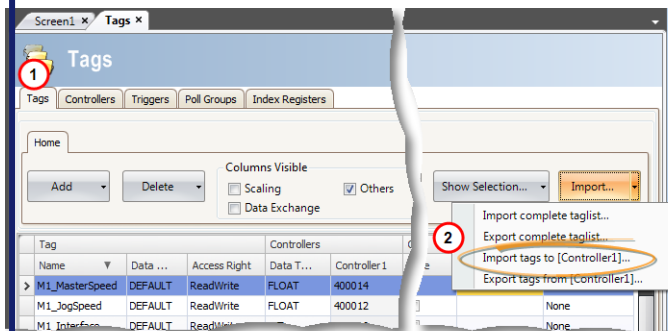 Screen1 × Tags ×
Tags
1
Tags Controllers Triggers Poll Groups Index Registers
Home
Columns Visible
Add Delete Scaling Others Show Selection... Import...
Data Exchange
Import complete taglist...
2 Export complete taglist...
Import tags to [Controller1]...
Export tags from [Controller1]...
Tag Controllers
Name Data ... Access Right Data T... Controller1
M1_MasterSpeed DEFAULT ReadWrite FLOAT 400014
M1_JogSpeed DEFAULT ReadWrite FLOAT 400012 None
M1_Interface DEFAULT ReadWrite None